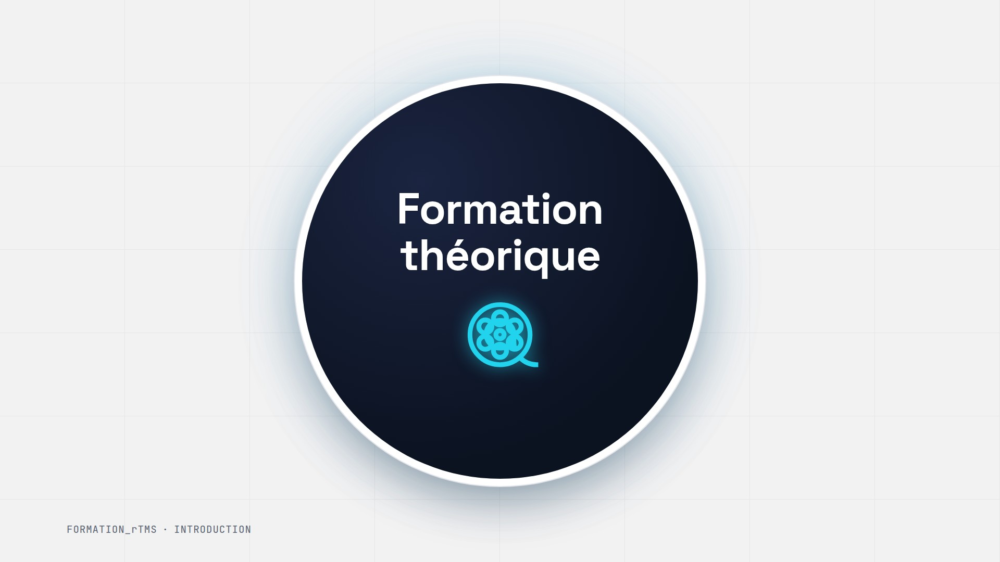 Formation
théorique
FORMATION_rTMS · INTRODUCTION